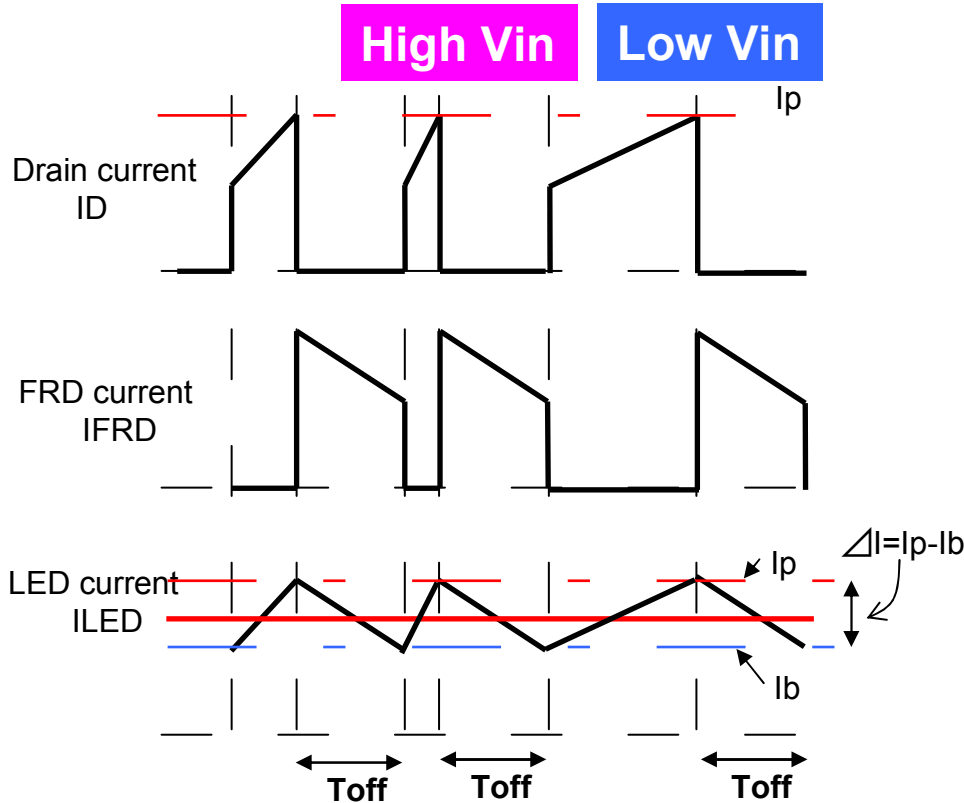 High Vin
Low Vin
Ip
Drain current
ID
FRD current
IFRD
⊿I=Ip-Ib
Ip
LED current
ILED
Ib
Toff
Toff
Toff